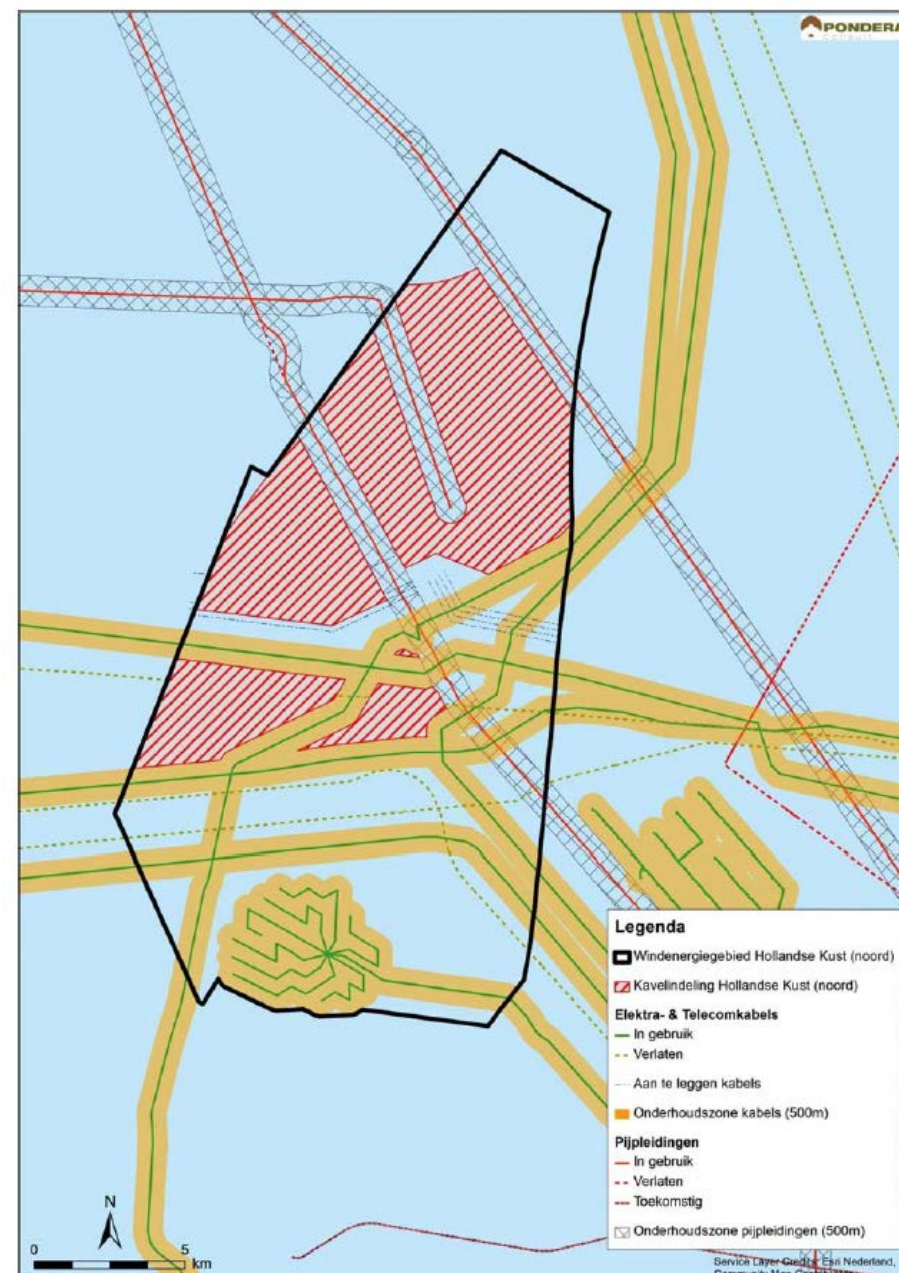 PONDERA
Legenda
Windenergiegebied Hollandse Kust (noord)
Kavelindeling Hollandse Kust (noord)
Elektra- & Telecomkabels
In gebruik
Verlaten
Aan te leggen kabels
Onderhoudszone kabels (500m)
Pijpleidingen
In gebruik
Verlaten
Toekomstig
Onderhoudszone pijpleidingen (500m)
N
0 5
km
Service Layer Credits: Esri Nederland,